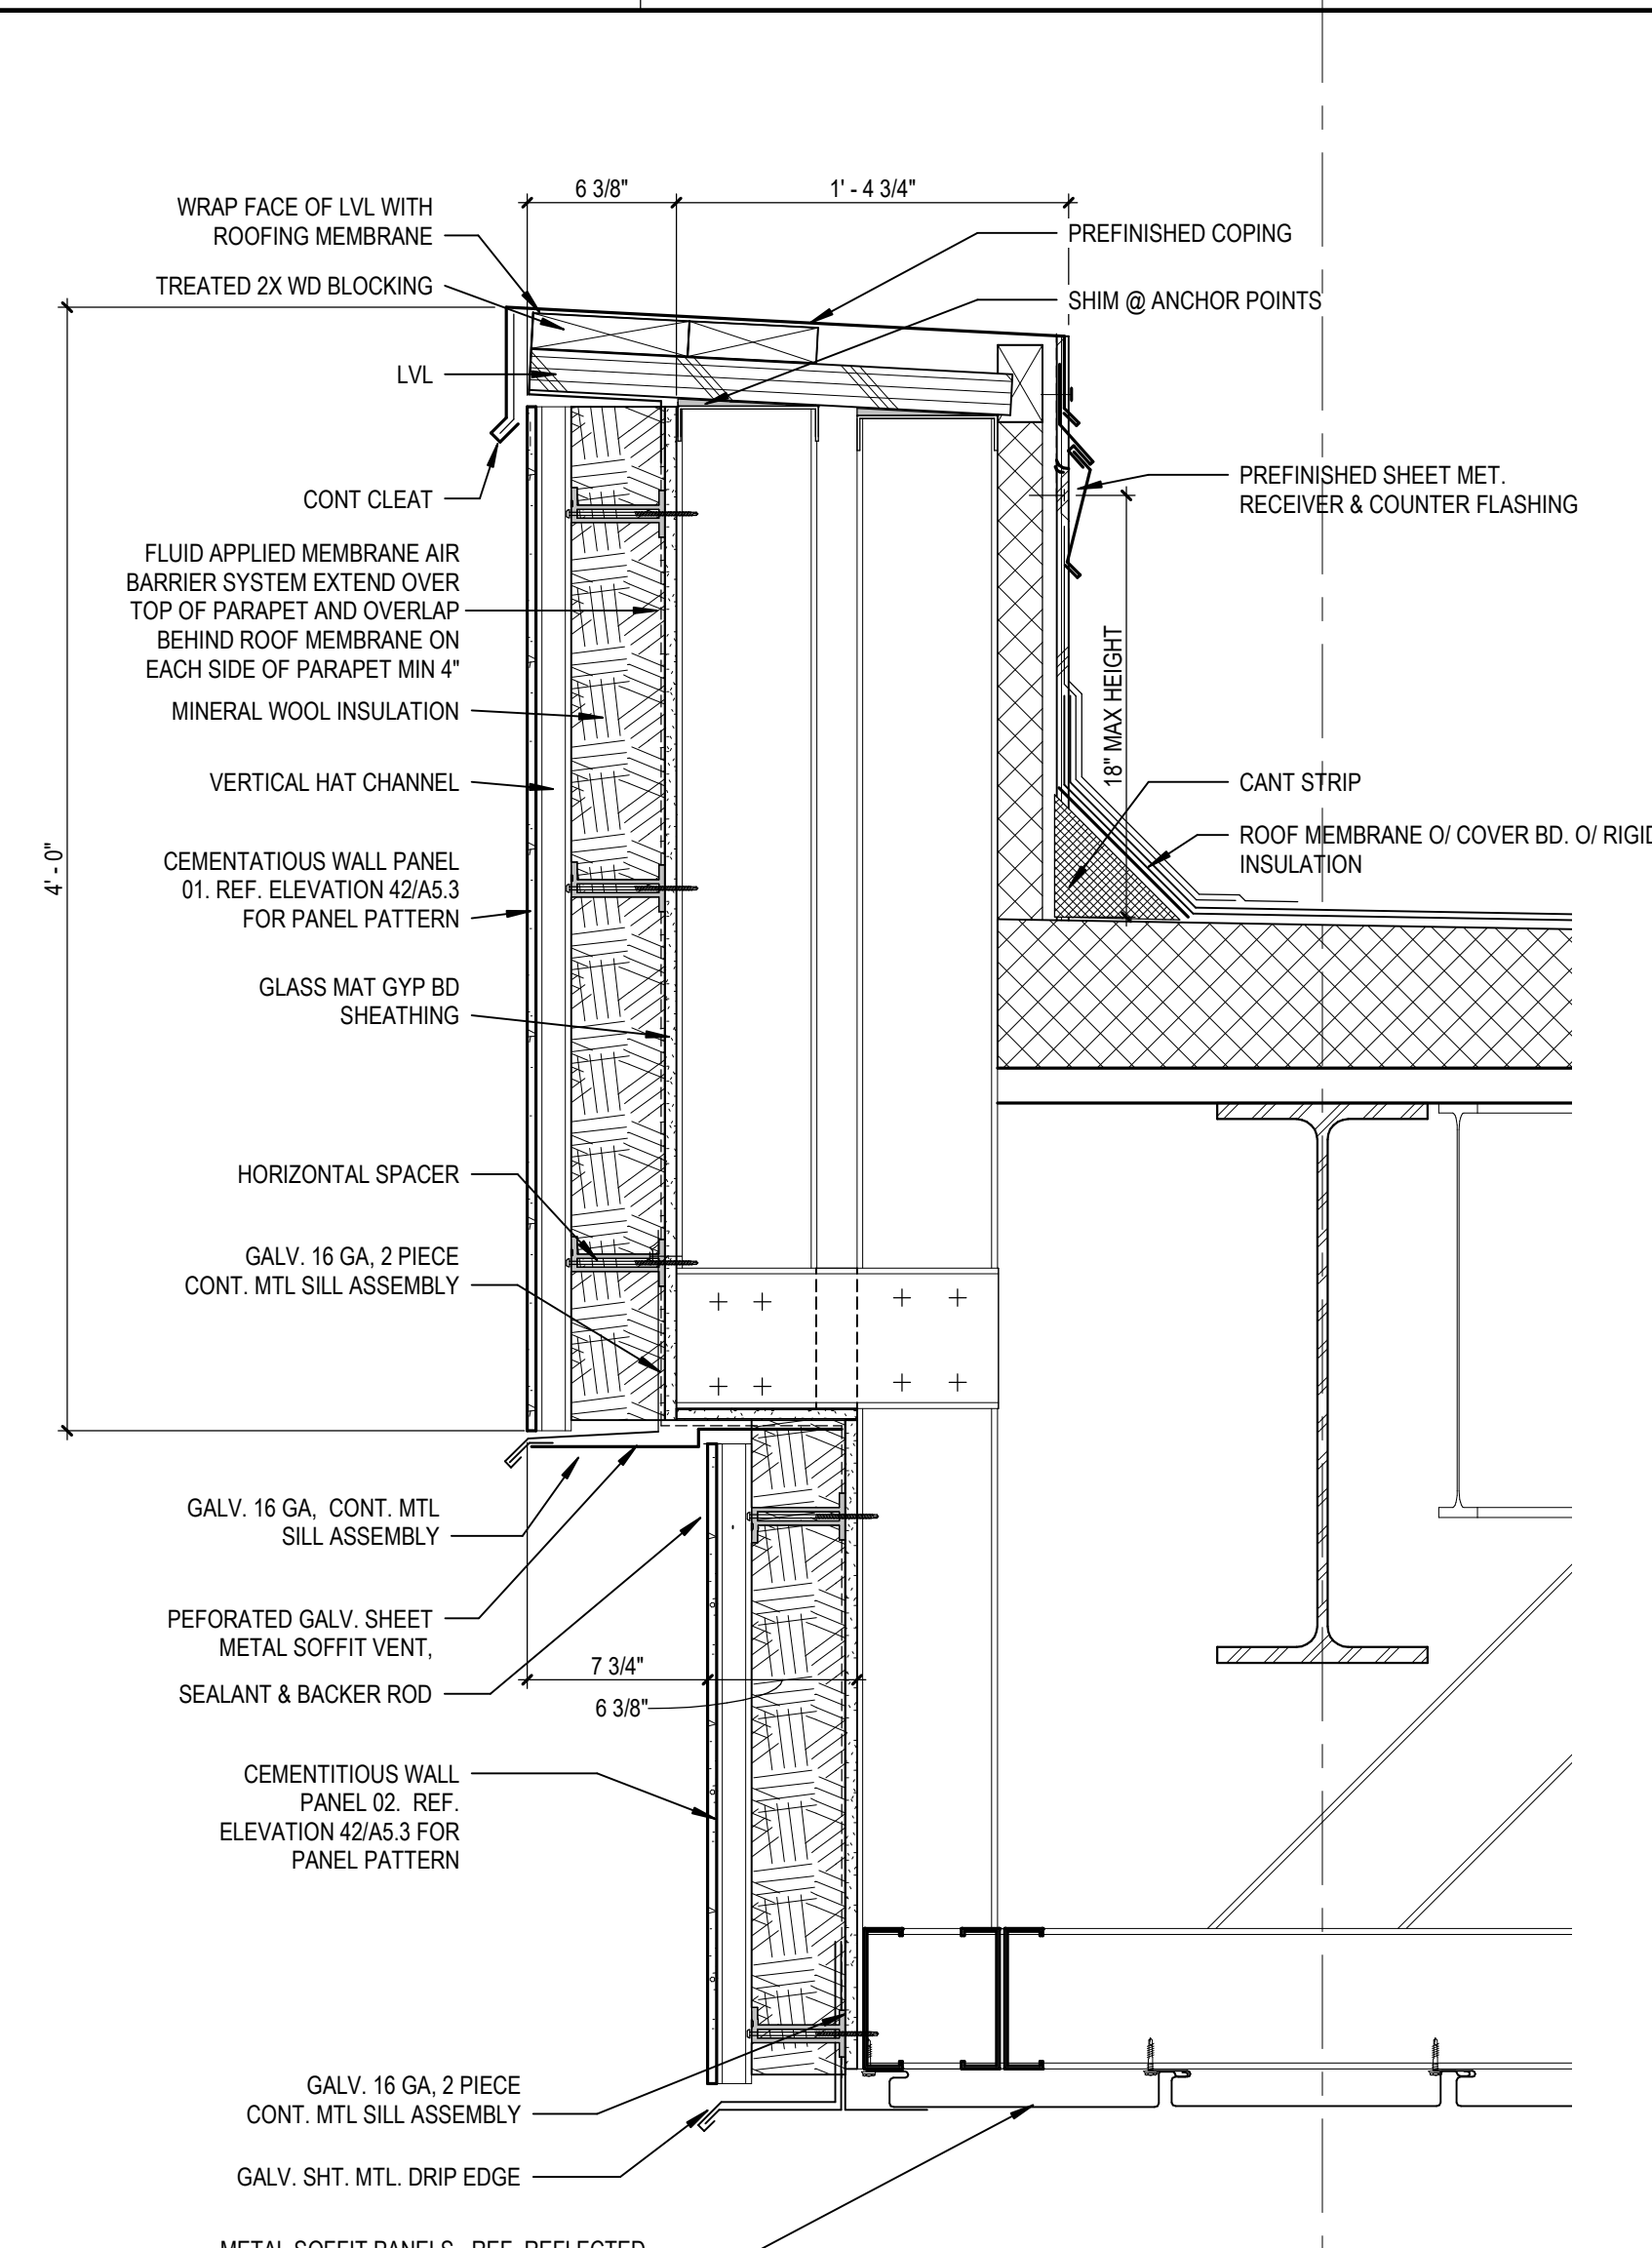 6 3/8"
1' - 4 3/4"
WRAP FACE OF LVL WITH
ROOFING MEMBRANE
TREATED 2X WD BLOCKING
LVL
CONT CLEAT
FLUID APPLIED MEMBRANE AIR
BARRIER SYSTEM EXTEND OVER
TOP OF PARAPET AND OVERLAP
BEHIND ROOF MEMBRANE ON
EACH SIDE OF PARAPET MIN 4"
MINERAL WOOL INSULATION
VERTICAL HAT CHANNEL
4' - 0"
CEMENTATIOUS WALL PANEL
01. REF. ELEVATION 42/A5.3
FOR PANEL PATTERN
GLASS MAT GYP BD
SHEATHING
HORIZONTAL SPACER
GALV. 16 GA, 2 PIECE
CONT. MTL SILL ASSEMBLY
GALV. 16 GA, CONT. MTL
SILL ASSEMBLY
PEFORATED GALV. SHEET
METAL SOFFIT VENT,
SEALANT & BACKER ROD
7 3/4"
6 3/8"
CEMENTITIOUS WALL
PANEL 02. REF.
ELEVATION 42/A5.3 FOR
PANEL PATTERN
GALV. 16 GA, 2 PIECE
CONT. MTL SILL ASSEMBLY
GALV. SHT. MTL. DRIP EDGE
METAL SOFFIT PANELS - REF. REFLECTED
PREFINISHED COPING
SHIM @ ANCHOR POINTS
PREFINISHED SHEET MET.
RECEIVER & COUNTER FLASHING
18" MAX HEIGHT
CANT STRIP
ROOF MEMBRANE O/ COVER BD. O/ RIGID
INSULATION